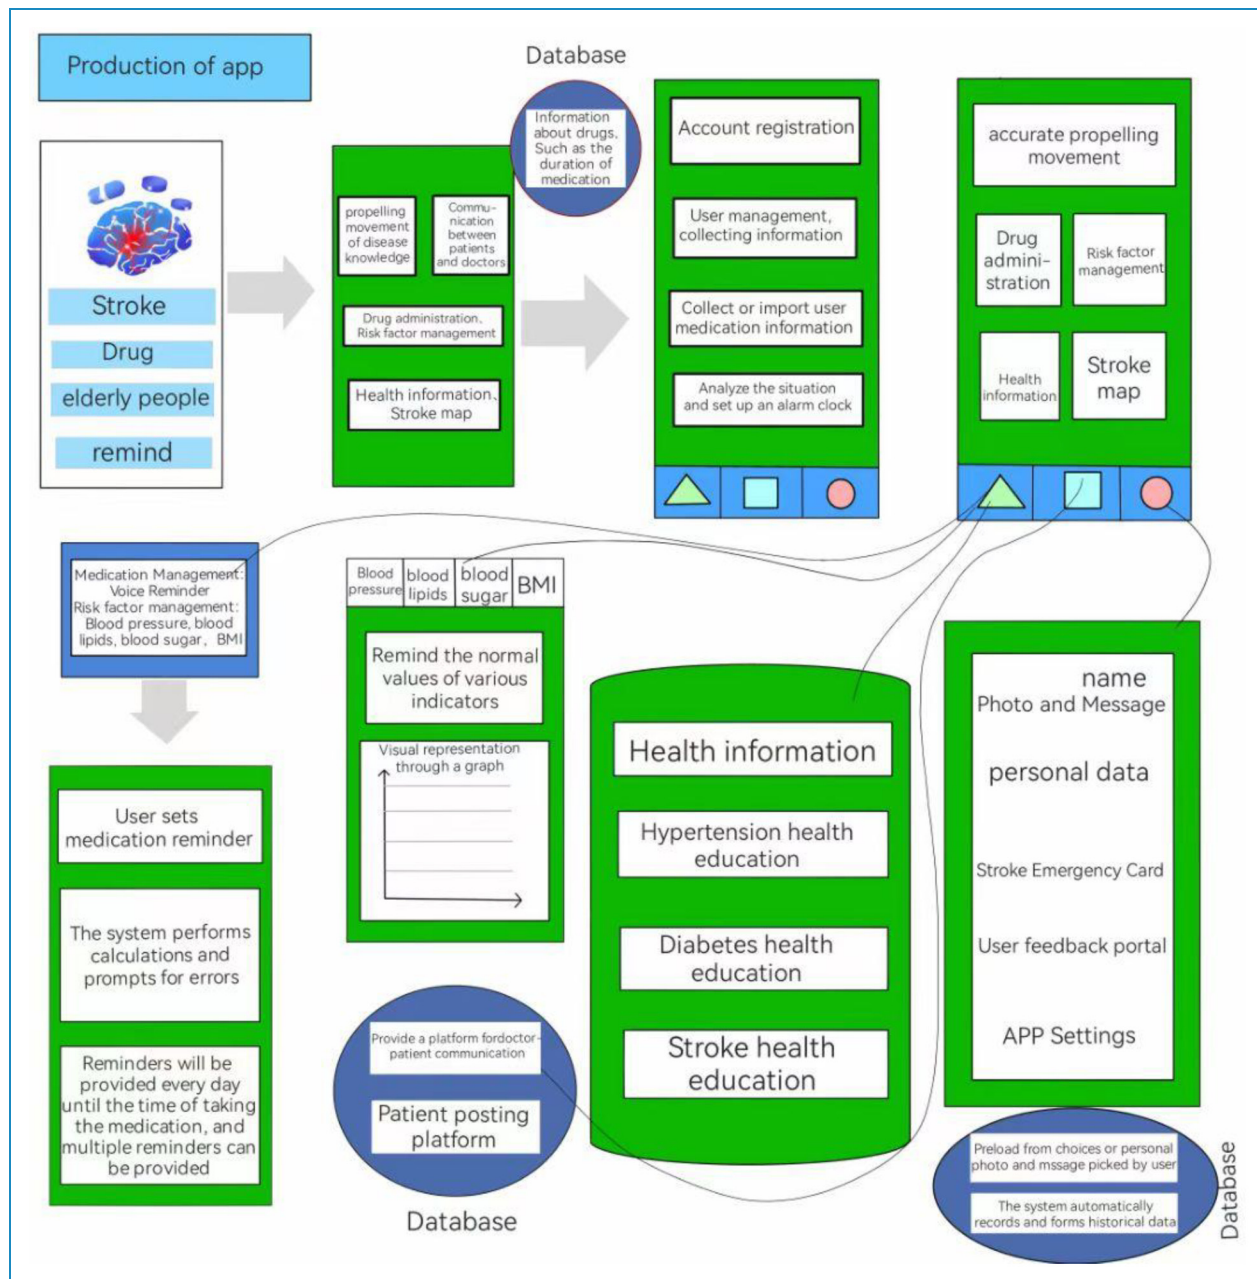 Production of app
Stroke
Drug
elderly people
remind
propelling
movement
of disease
knowledge
Commu-
nication
between
patients
and doctors
Drug administration、
Risk factor management
Health information、
Stroke map
Database
Information
about drugs,
Such as the
duration of
medication
Account registration
User management,
collecting information
Collect or import user
medication information
Analyze the situation
and set up an alarm clock
accurate propelling
movement
Drug
admini-
stration
Risk factor
management
Health
information
Stroke
map
Medication Management:
Voice Reminder
Risk factor management:
Blood pressure, blood
lipids, blood sugar、BMI
User sets
medication reminder
The system performs
calculations and
prompts for errors
Reminders will be
provided every day
until the time of taking
the medication, and
multiple reminders can
be provided
Blood
pressure
blood
lipids
blood
sugar
BMI
Remind the normal
values of various
indicators
Visual representation
through a graph
Provide a platform fordoctor-
patient communication
Patient posting
platform
Database
Health information
Hypertension health
education
Diabetes health
education
Stroke health
education
name
Photo and Message
personal data
Stroke Emergency Card
User feedback portal
APP Settings
Preload from choices or personal
photo and mssage picked by user
The system automatically
records and forms historical data
Database